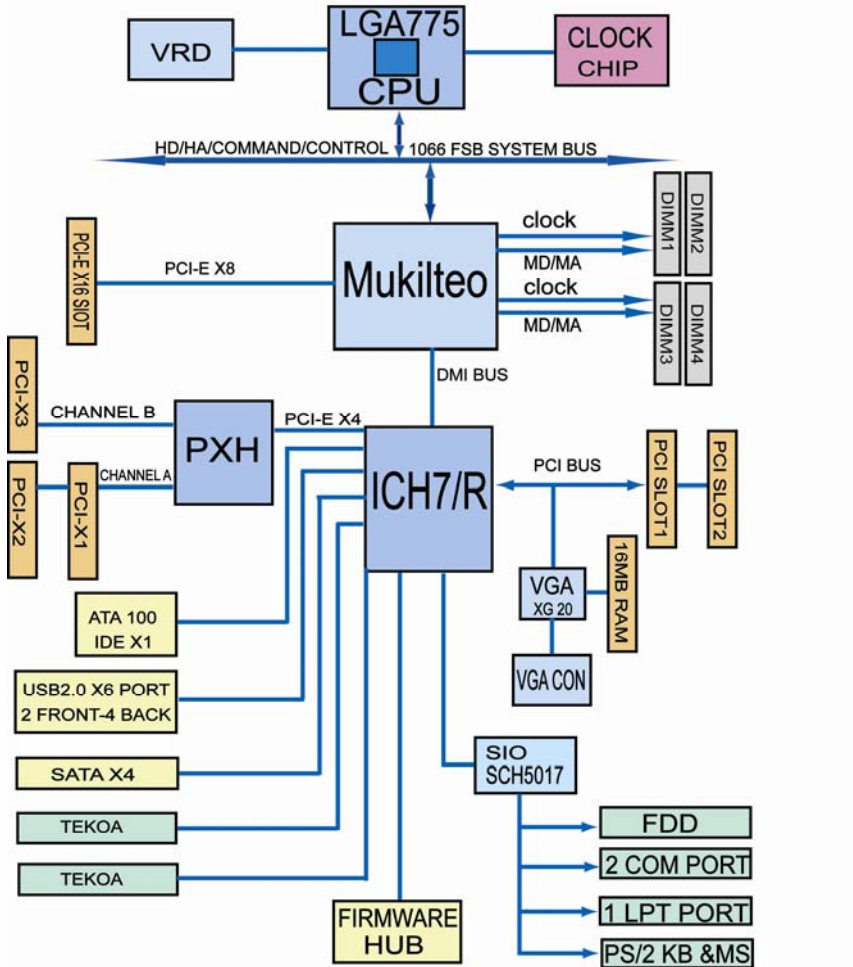 VRD
LGA775
CPU
CLOCK
CHIP
HD/HA/COMMAND/CONTROL
1066 FSB SYSTEM BUS
PCI-E X16 SIOT
PCI-E X8
Mukilteo
clock
MD/MA
clock
MD/MA
DIMM1
DIMM2
DIMM3
DIMM4
DMI BUS
PCI-X3
CHANNEL B
PXH
PCI-E X4
PCI-X2
PCI-X1
CHANNEL A
ICH7/R
PCI BUS
PCI SLOT1
PCI SLOT2
VGA
XG 20
16MB RAM
VGA CON
ATA 100
IDE X1
USB2.0 X6 PORT
2 FRONT-4 BACK
SATA X4
TEKOA
TEKOA
FIRMWARE
HUB
SIO
SCH5017
FDD
2 COM PORT
1 LPT PORT
PS/2 KB &MS